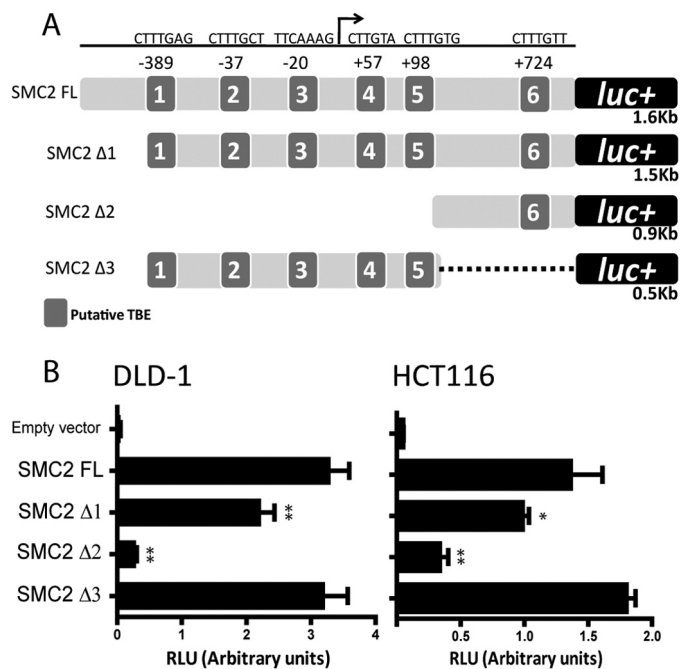 A
CTTTGAG CTTTGCT TTCAAAG CTTGTA CTTTGTG CTTTGTT
-389 -37 -20 +57 +98 +724
SMC2 FL 1 2 3 4 5 6 luc+
1.6Kb
SMC2 Δ1 1 2 3 4 5 6 luc+
1.5Kb
SMC2 Δ2 6 luc+
0.9Kb
SMC2 Δ3 1 2 3 4 5 luc+
0.5Kb
Putative TBE
B
DLD-1 HCT116
Empty vector
SMC2 FL
SMC2 Δ1 ** *
SMC2 Δ2 ** **
SMC2 Δ3
0 1 2 3 4 0.5 1.0 1.5 2.0
RLU (Arbitrary units) RLU (Arbitrary units)